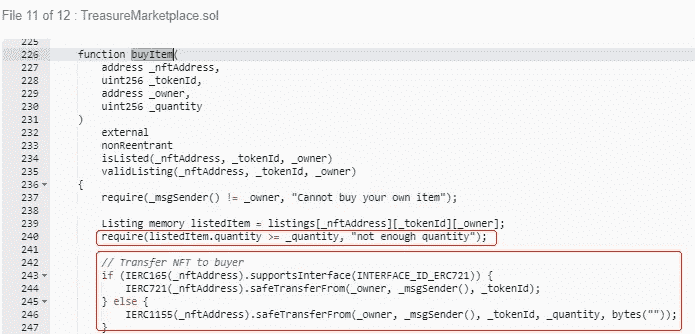 File 11 of 12 : TreasureMarketplace.sol
225
226 function buyItem(
227 address _nftAddress,
228 uint256 _tokenId,
229 address _owner,
230 uint256 _quantity
231 )
232 external
233 nonReentrant
234 isListed(_nftAddress, _tokenId, _owner)
235 validListing(_nftAddress, _tokenId, _owner)
236 {
237 require(_msgSender() != _owner, "Cannot buy your own item");
238
239 Listing memory listedItem = listings[_nftAddress][_tokenId][_owner];
240 require(listedItem.quantity >= _quantity, "not enough quantity");
241
242 // Transfer NFT to buyer
243 if (IERC165(_nftAddress).supportsInterface(INTERFACE_ID_ERC721)) {
244 IERC721(_nftAddress).safeTransferFrom(_owner, _msgSender(), _tokenId);
245 } else {
246 IERC1155(_nftAddress).safeTransferFrom(_owner, _msgSender(), _tokenId, _quantity, bytes(""));
247 }